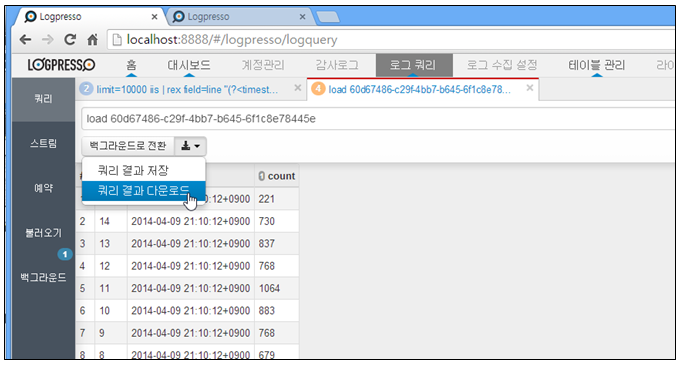 Logpresso
Logpresso
localhost:8888/#/logpresso/logquery
LOGPRESSO 홈 대시보드 계정관리 감사로그 로그 쿼리 로그 수집 설정 테이블 관리 라이
쿼리
스트림
예약
불러오기
1
백그라운드
2 limit=10000 iis | rex field=line "(?<timest...
4 load 60d67486-c29f-4bb7-b645-6f1c8e78...
load 60d67486-c29f-4bb7-b645-6f1c8e78445e
백그라운드로 전환
쿼리 결과 저장
쿼리 결과 다운로드
# count
1 0:10:12+0900 221
2 14 2014-04-09 21:10:12+0900 730
3 13 2014-04-09 21:10:12+0900 837
4 12 2014-04-09 21:10:12+0900 768
5 11 2014-04-09 21:10:12+0900 1064
6 10 2014-04-09 21:10:12+0900 883
7 9 2014-04-09 21:10:12+0900 768
8 8 2014-04-09 21:10:12+0900 679